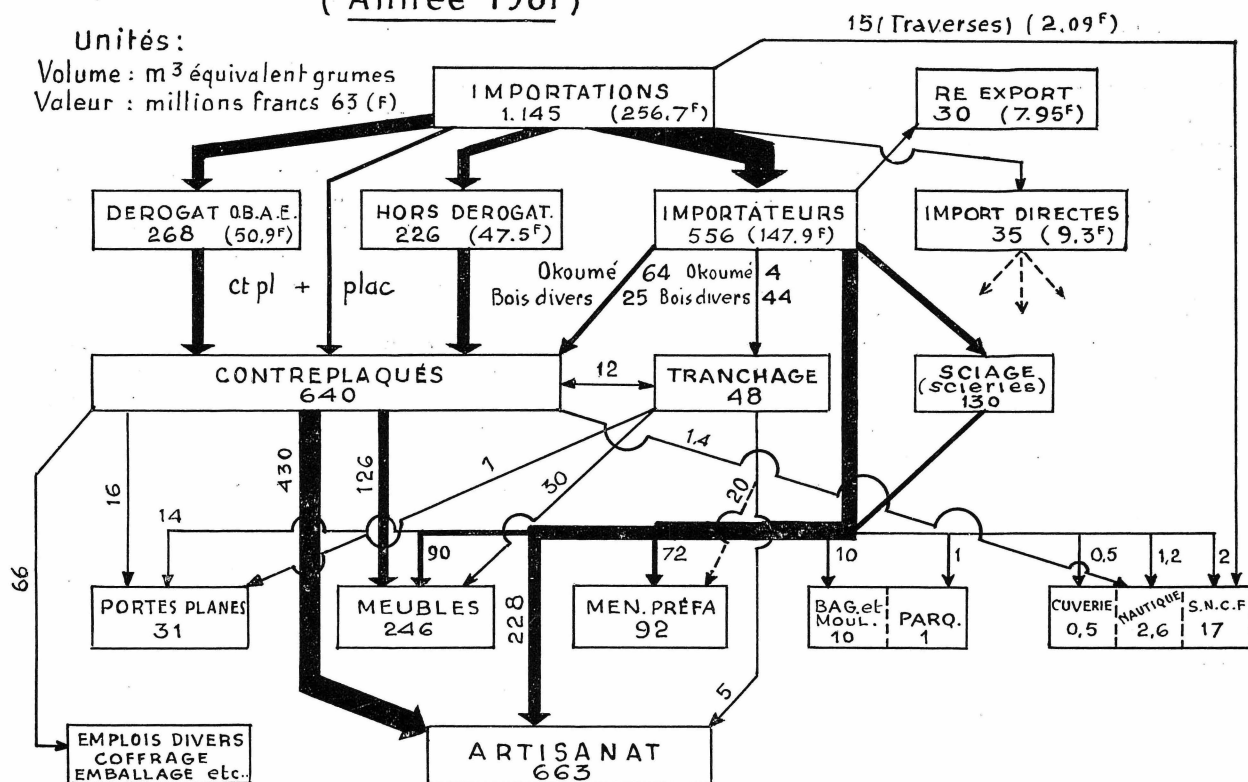 (Année 1961)
Unités:
Volume : m³ équivalent grumes
Valeur : millions francs 63 (F)
15 (Traverses) (2.09F)
IMPORTATIONS
1.145 (256.7F)
RE EXPORT
30 (7.95F)
DEROGAT O.B.A.E.
268 (50.9F)
HORS DEROGAT.
226 (47.5F)
IMPORTATEURS
556 (147.9F)
IMPORT DIRECTES
35 (9.3F)
ctpl + plac
Okoumé 64 Okoumé 4
Bois divers 25 Bois divers 44
CONTREPLAQUÉS
640
12
TRANCHAGE
48
SCIAGE
(scieries)
130
66
16
14
430
126
1
30
1,4
20
90
228
72
10
1
0,5
1,2
2
5
PORTES PLANES
31
MEUBLES
246
MEN. PRÉFA
92
BAG. et
MOUL.
10
PARQ.
1
CUVERIE
0,5
NAUTIQUE
2,6
S.N.C.F
17
EMPLOIS DIVERS
COFFRAGE
EMBALLAGE etc..
ARTISANAT
663